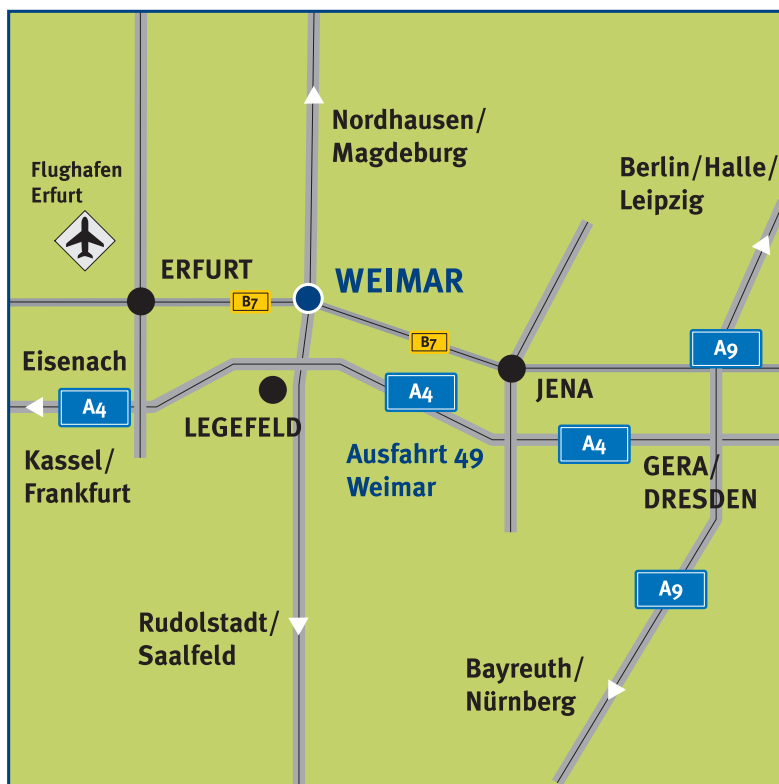 Nordhausen/
Magdeburg
Flughafen
Erfurt
Berlin/Halle/
Leipzig
ERFURT
WEIMAR
B7
B7
Eisenach
A9
A4
A4
JENA
LEGEFELD
Kassel/
Frankfurt
Ausfahrt 49
Weimar
A4
GERA/
DRESDEN
A9
Rudolstadt/
Saalfeld
Bayreuth/
Nürnberg